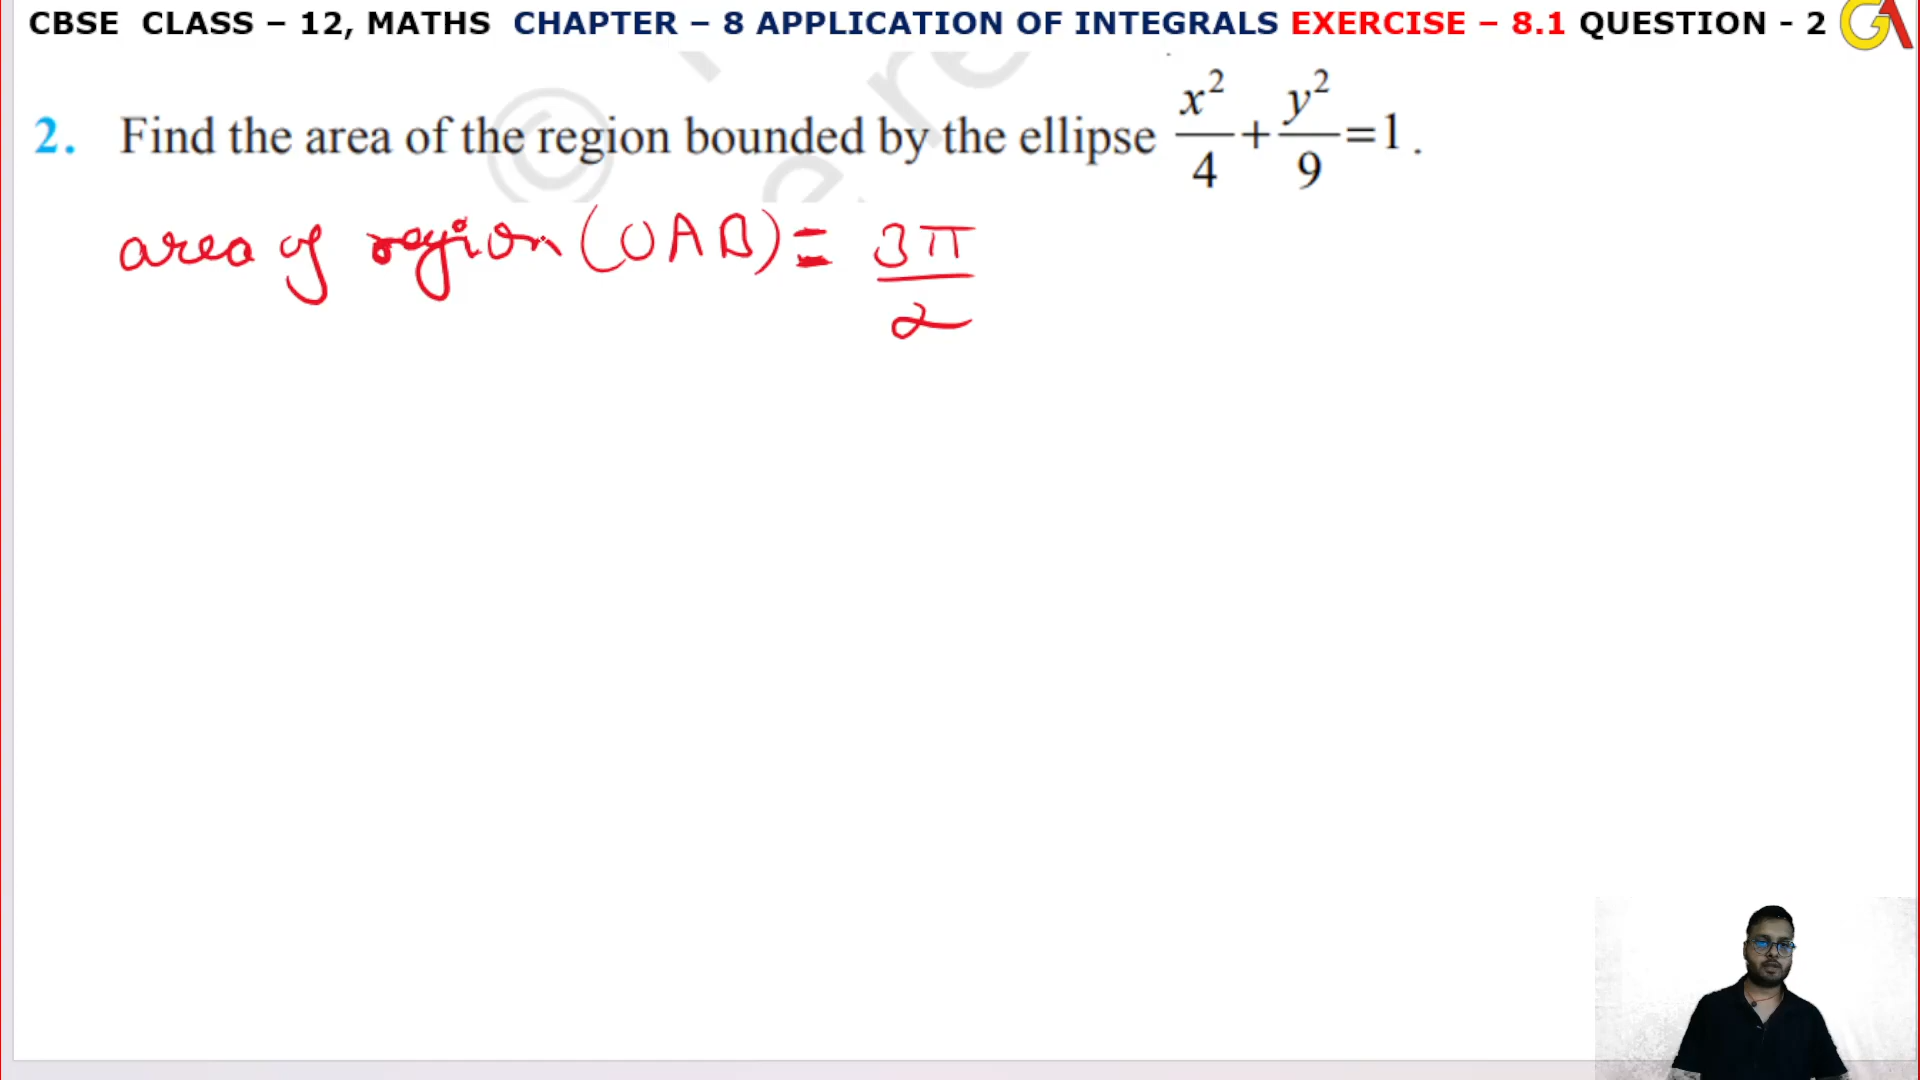 CBSE CLASS – 12, MATHS CHAPTER – 8 APPLICATION OF INTEGRALS EXERCISE – 8.1 QUESTION - 2 GA
2. Find the area of the region bounded by the ellipse x²/4 + y²/9 = 1 .
area of region (OAB) = 3π/2